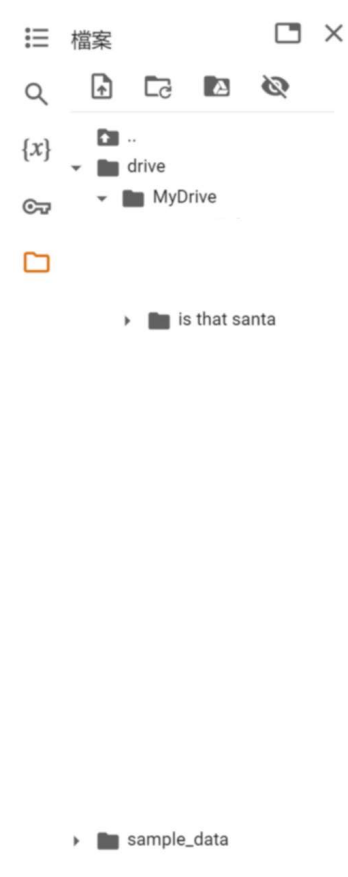 檔案
{x}
..
drive
MyDrive
is that santa
sample_data